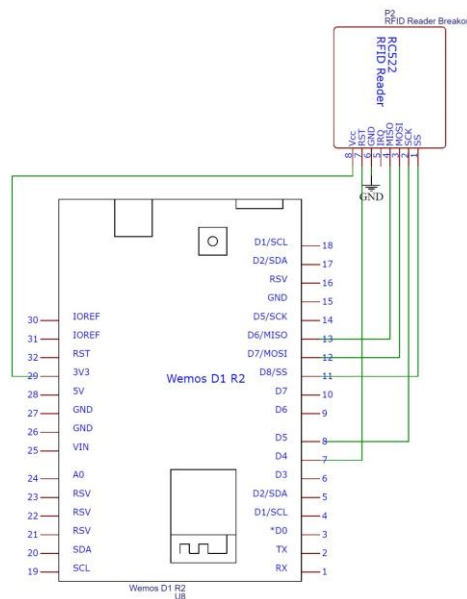 P2
RFID Reader Breakou
RC522
RFID Reader
8 7 6 5 4 3 2 1
Vcc RST GND IRQ MISO MOSI SCK SS
GND
D1/SCL 18
D2/SDA 17
RSV 16
GND 15
30 IOREF D5/SCK 14
31 IOREF D6/MISO 13
32 RST D7/MOSI 12
29 3V3 Wemos D1 R2 D8/SS 11
28 5V D7 10
27 GND D6 9
26 GND
25 VIN D5 8
D4 7
24 A0 D3 6
23 RSV D2/SDA 5
22 RSV D1/SCL 4
21 RSV *D0 3
20 SDA TX 2
19 SCL RX 1
Wemos D1 R2
U8